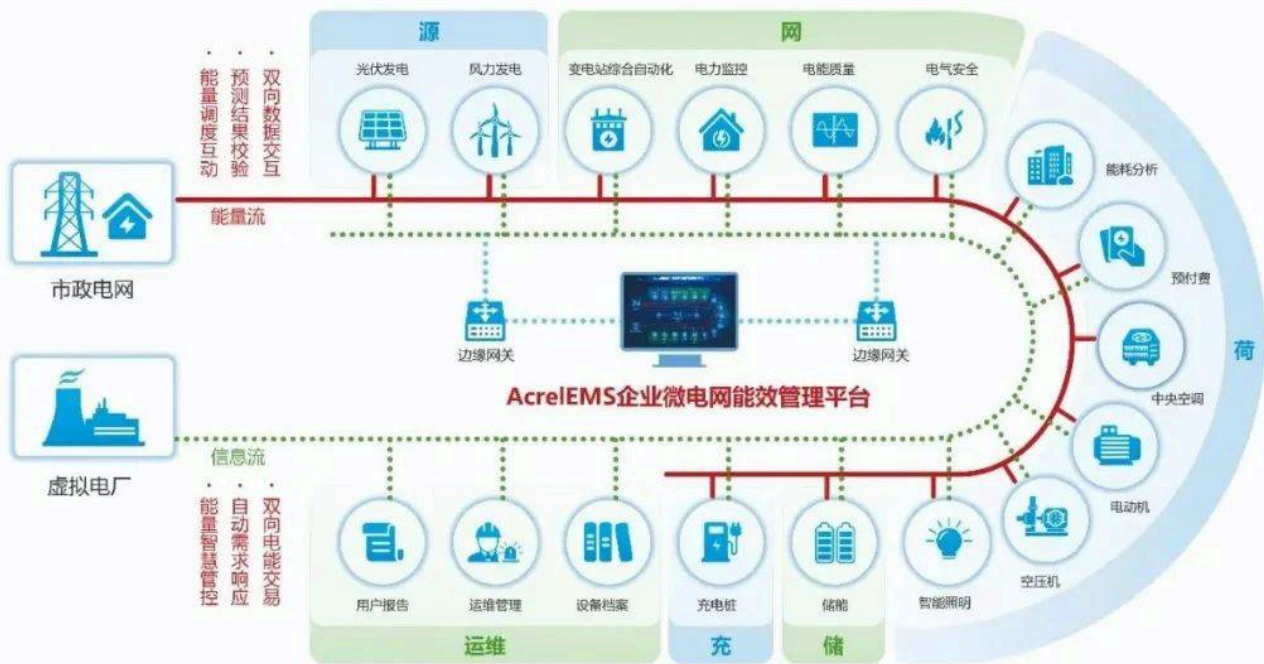 源
网
光伏发电
风力发电
变电站综合自动化
电力监控
电能质量
电气安全
·能量调度互动
·预测结果校验
·双向数据交互
能耗分析
能量流
预付费
市政电网
边缘网关
边缘网关
荷
中央空调
AcrelEMS企业微电网能效管理平台
信息流
虚拟电厂
电动机
·能量智慧管控
·自动需求响应
·双向电能交易
空压机
用户报告
运维管理
设备档案
充电桩
储能
智能照明
运维
充
储